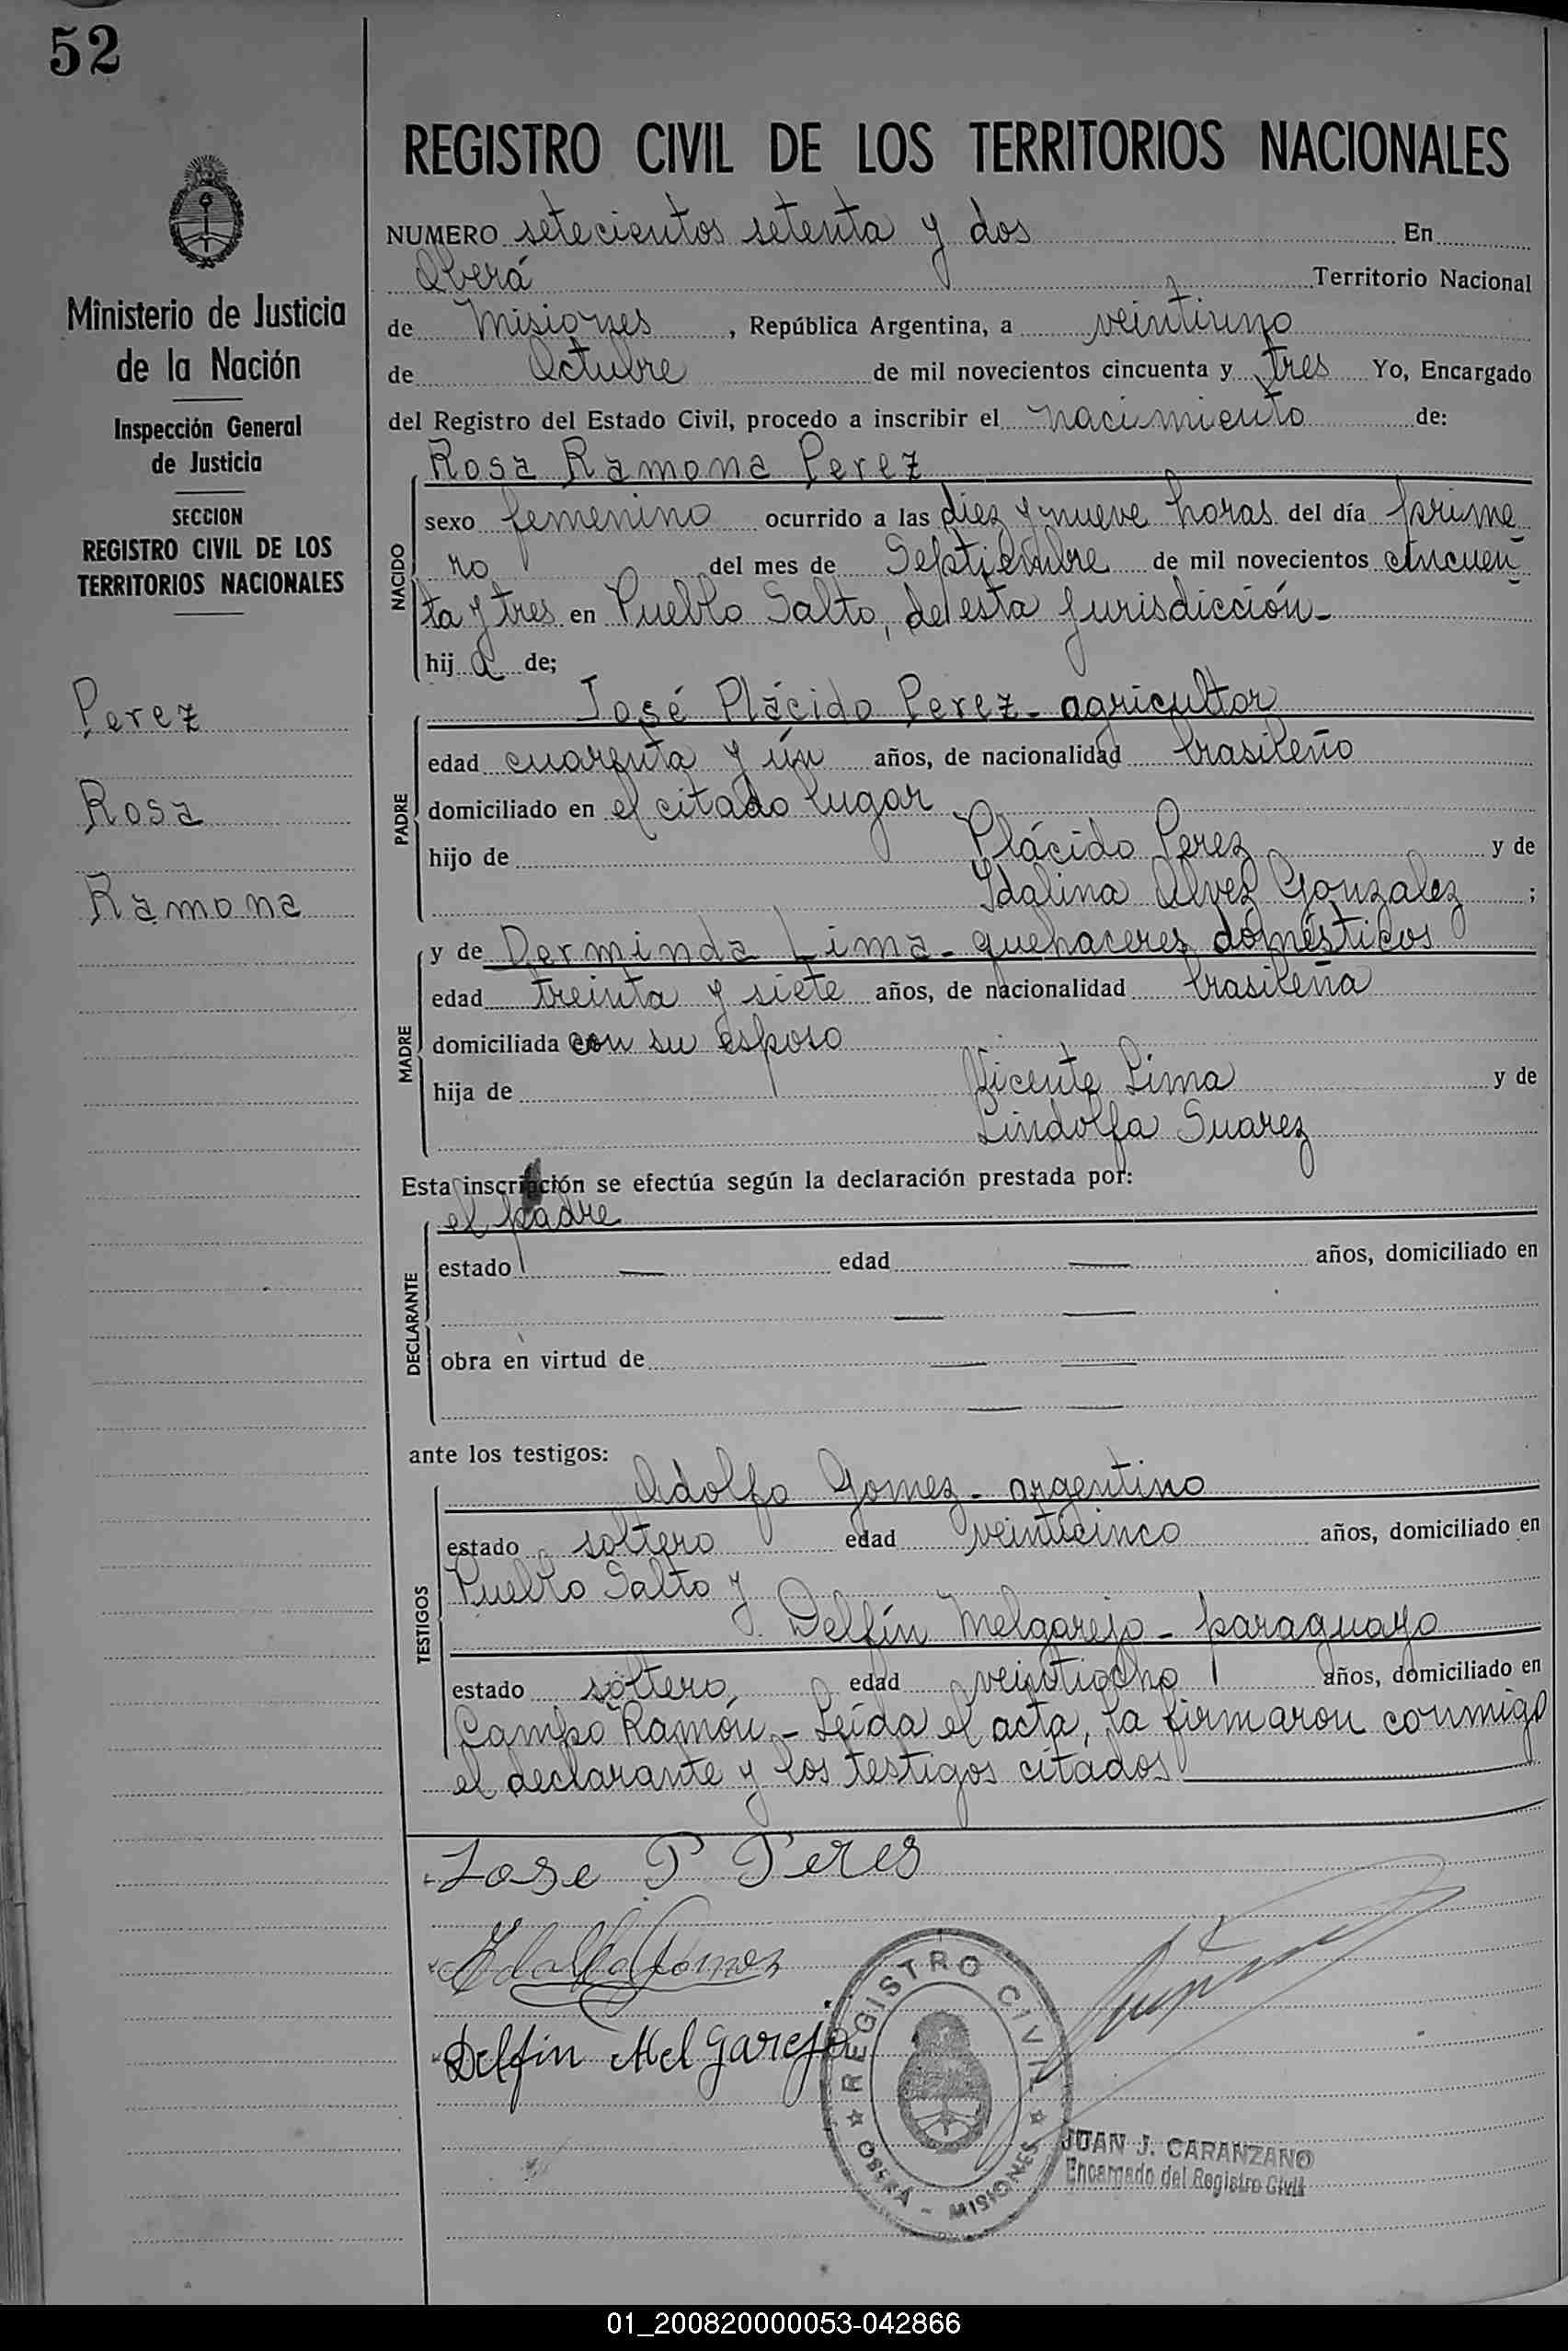 52
REGISTRO CIVIL DE LOS TERRITORIOS NACIONALES
Ministerio de Justicia
de la Nación
Inspección General
de Justicia
SECCION
REGISTRO CIVIL DE LOS
TERRITORIOS NACIONALES
Perez
Rosa
Ramona
NUMERO setecientos setenta y dos En
Oberá Territorio Nacional
de Misiones, República Argentina, a veintiuno
de Octubre de mil novecientos cincuenta y tres Yo, Encargado
del Registro del Estado Civil, procedo a inscribir el nacimiento de:
Rosa Ramona Perez
NACIDO
sexo femenino ocurrido a las diez y nueve horas del día prime
ro del mes de Septiembre de mil novecientos cincuen
ta y tres en Pueblo Salto, de esta jurisdicción-
hij a de;
José Plácido Perez - agricultor
PADRE
edad cuarenta y ún años, de nacionalidad brasileño
domiciliado en el citado lugar
hijo de Plácido Perez y de
Idalina Alvez Gonzalez ;
y de Derminda Lima - quehaceres domésticos
MADRE
edad treinta y siete años, de nacionalidad brasileña
domiciliada con su esposo
hija de Vicente Lima y de
Lindolfa Suarez
Esta inscripción se efectúa según la declaración prestada por:
el padre
DECLARANTE
estado — edad — años, domiciliado en
— —
obra en virtud de — —
— —
ante los testigos:
Adolfo Gomez - argentino
TESTIGOS
estado soltero edad veinticinco años, domiciliado en
Pueblo Salto y
Delfín Melgarejo - paraguayo
estado soltero, edad veintiocho años, domiciliado en
Campo Ramón, - Leída el acta, la firmaron conmigo
el declarante y los testigos citados
Jose P Peres
Adolfo Gomez
Delfin Melgarejo
REGISTRO CIVIL
OBERÁ - MISIONES
JUAN J. CARANZANO
Encargado del Registro Civil
01_200820000053-042866